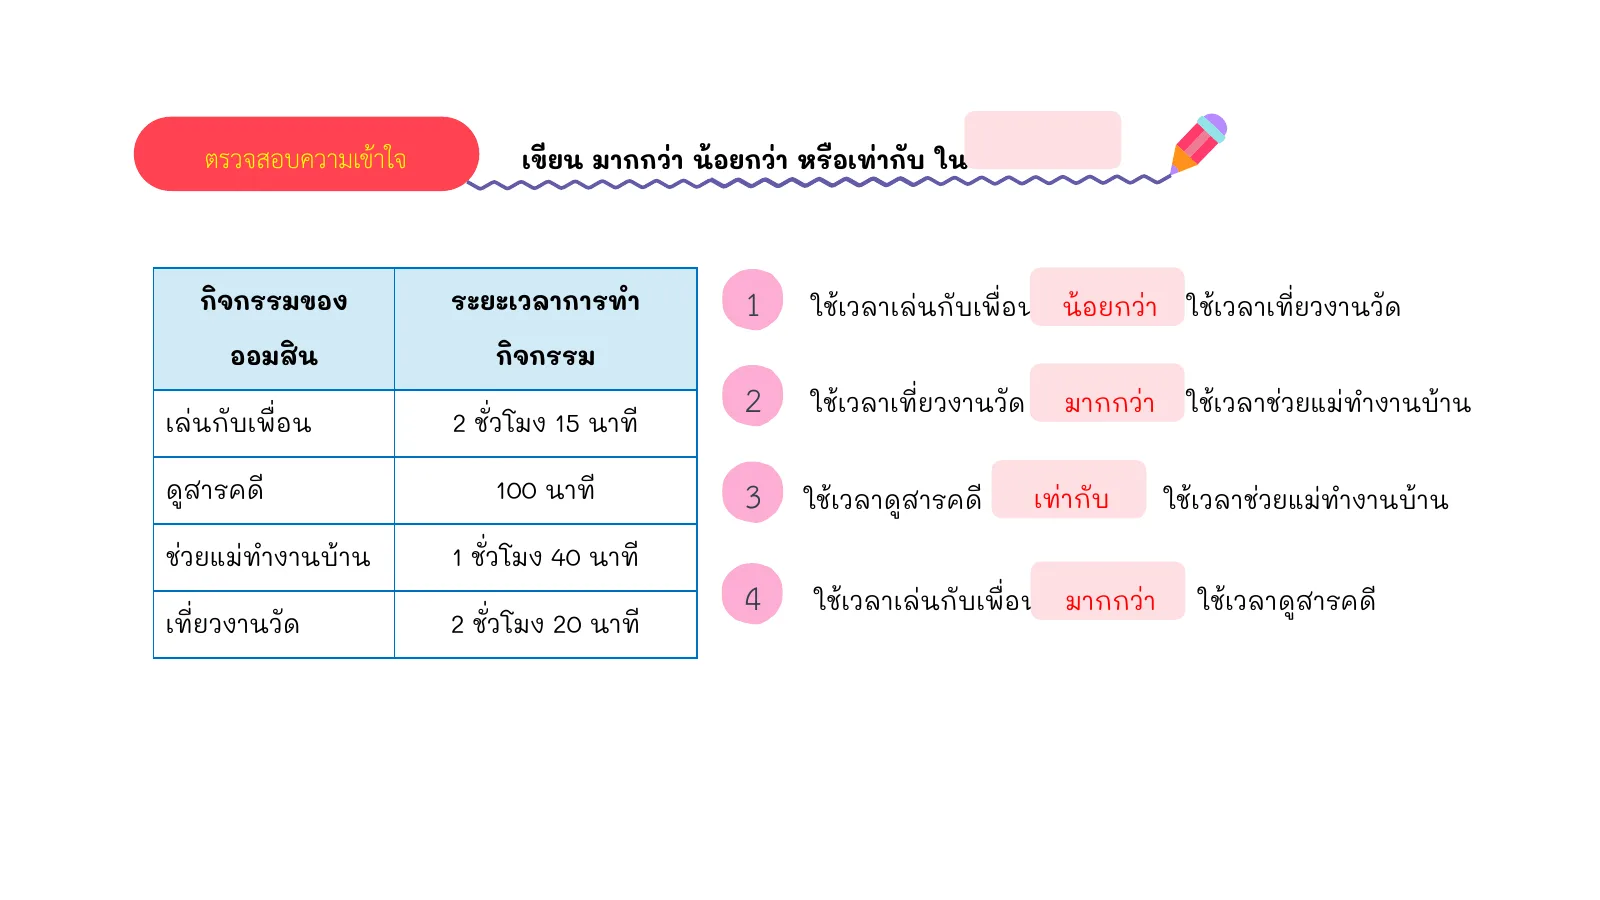 ตรวจสอบความเข้าใจ
เขียน มากกว่า น้อยกว่า หรือเท่ากับ ใน
กิจกรรมของ
ออมสิน
ระยะเวลาการทำ
กิจกรรม
เล่นกับเพื่อน
2 ชั่วโมง 15 นาที
ดูสารคดี
100 นาที
ช่วยแม่ทำงานบ้าน
1 ชั่วโมง 40 นาที
เที่ยวงานวัด
2 ชั่วโมง 20 นาที
1 ใช้เวลาเล่นกับเพื่อน น้อยกว่า ใช้เวลาเที่ยวงานวัด
2 ใช้เวลาเที่ยวงานวัด มากกว่า ใช้เวลาช่วยแม่ทำงานบ้าน
3 ใช้เวลาดูสารคดี เท่ากับ ใช้เวลาช่วยแม่ทำงานบ้าน
4 ใช้เวลาเล่นกับเพื่อน มากกว่า ใช้เวลาดูสารคดี